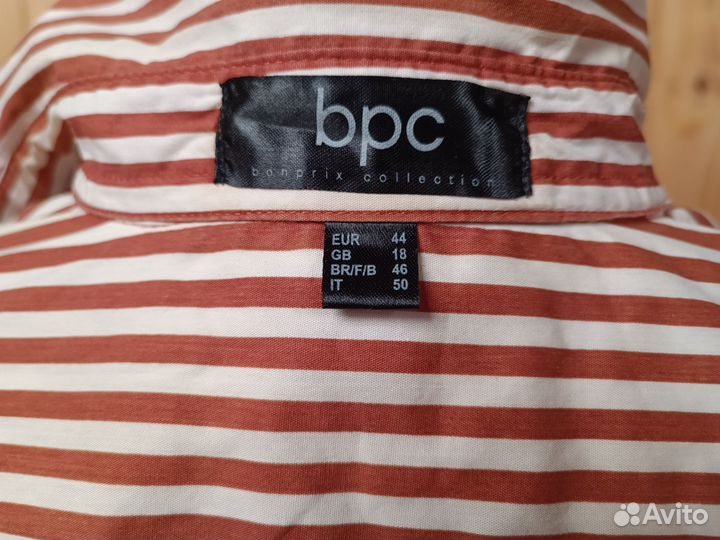 bpc
bonprix collection
EUR 44
GB 18
BR/F/B 46
IT 50
Avito